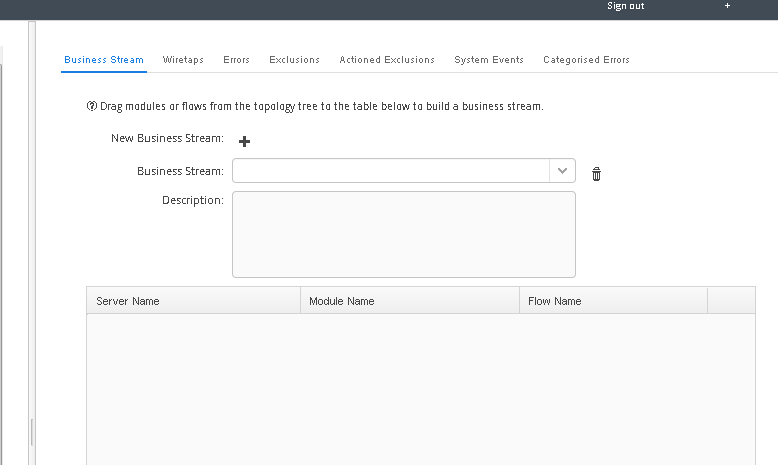 Sign out +
Business Stream Wiretaps Errors Exclusions Actioned Exclusions System Events Categorised Errors
Drag modules or flows from the topology tree to the table below to build a business stream.
New Business Stream:
Business Stream:
Description:
Server Name Module Name Flow Name